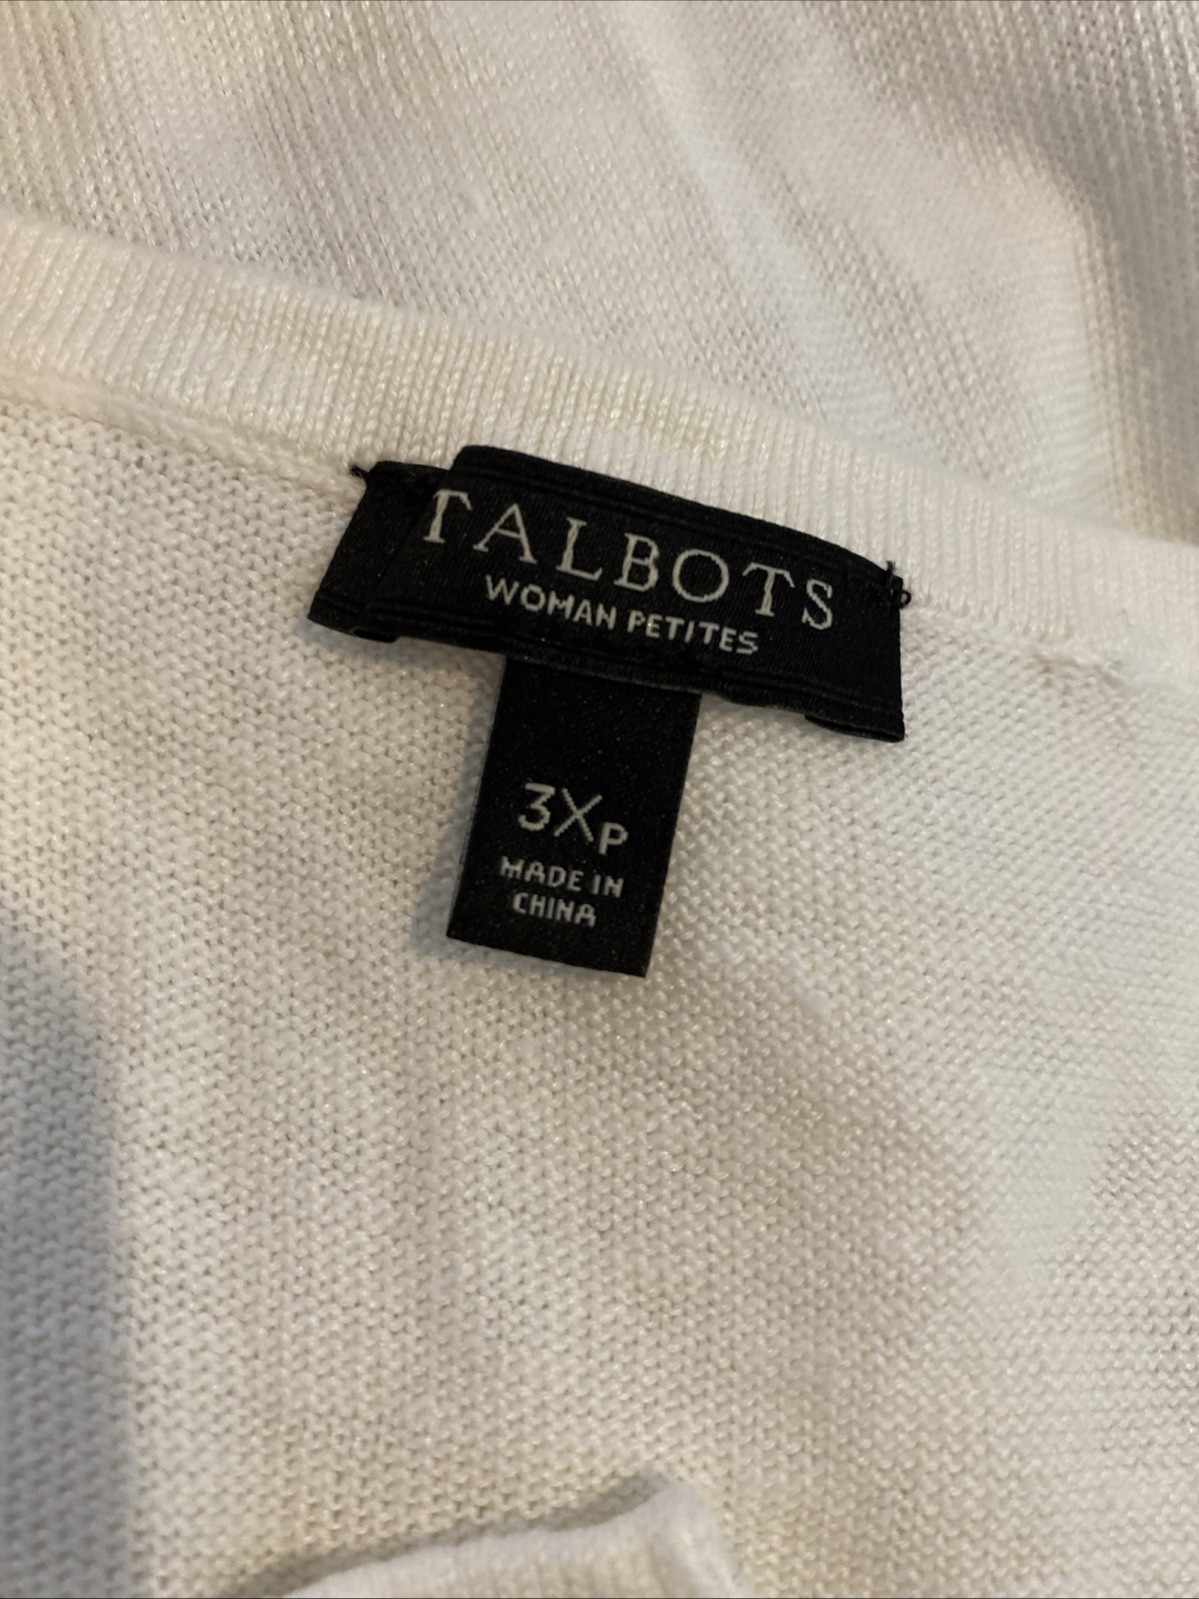 TALBOTS
WOMAN PETITES
3XP
MADE IN
CHINA